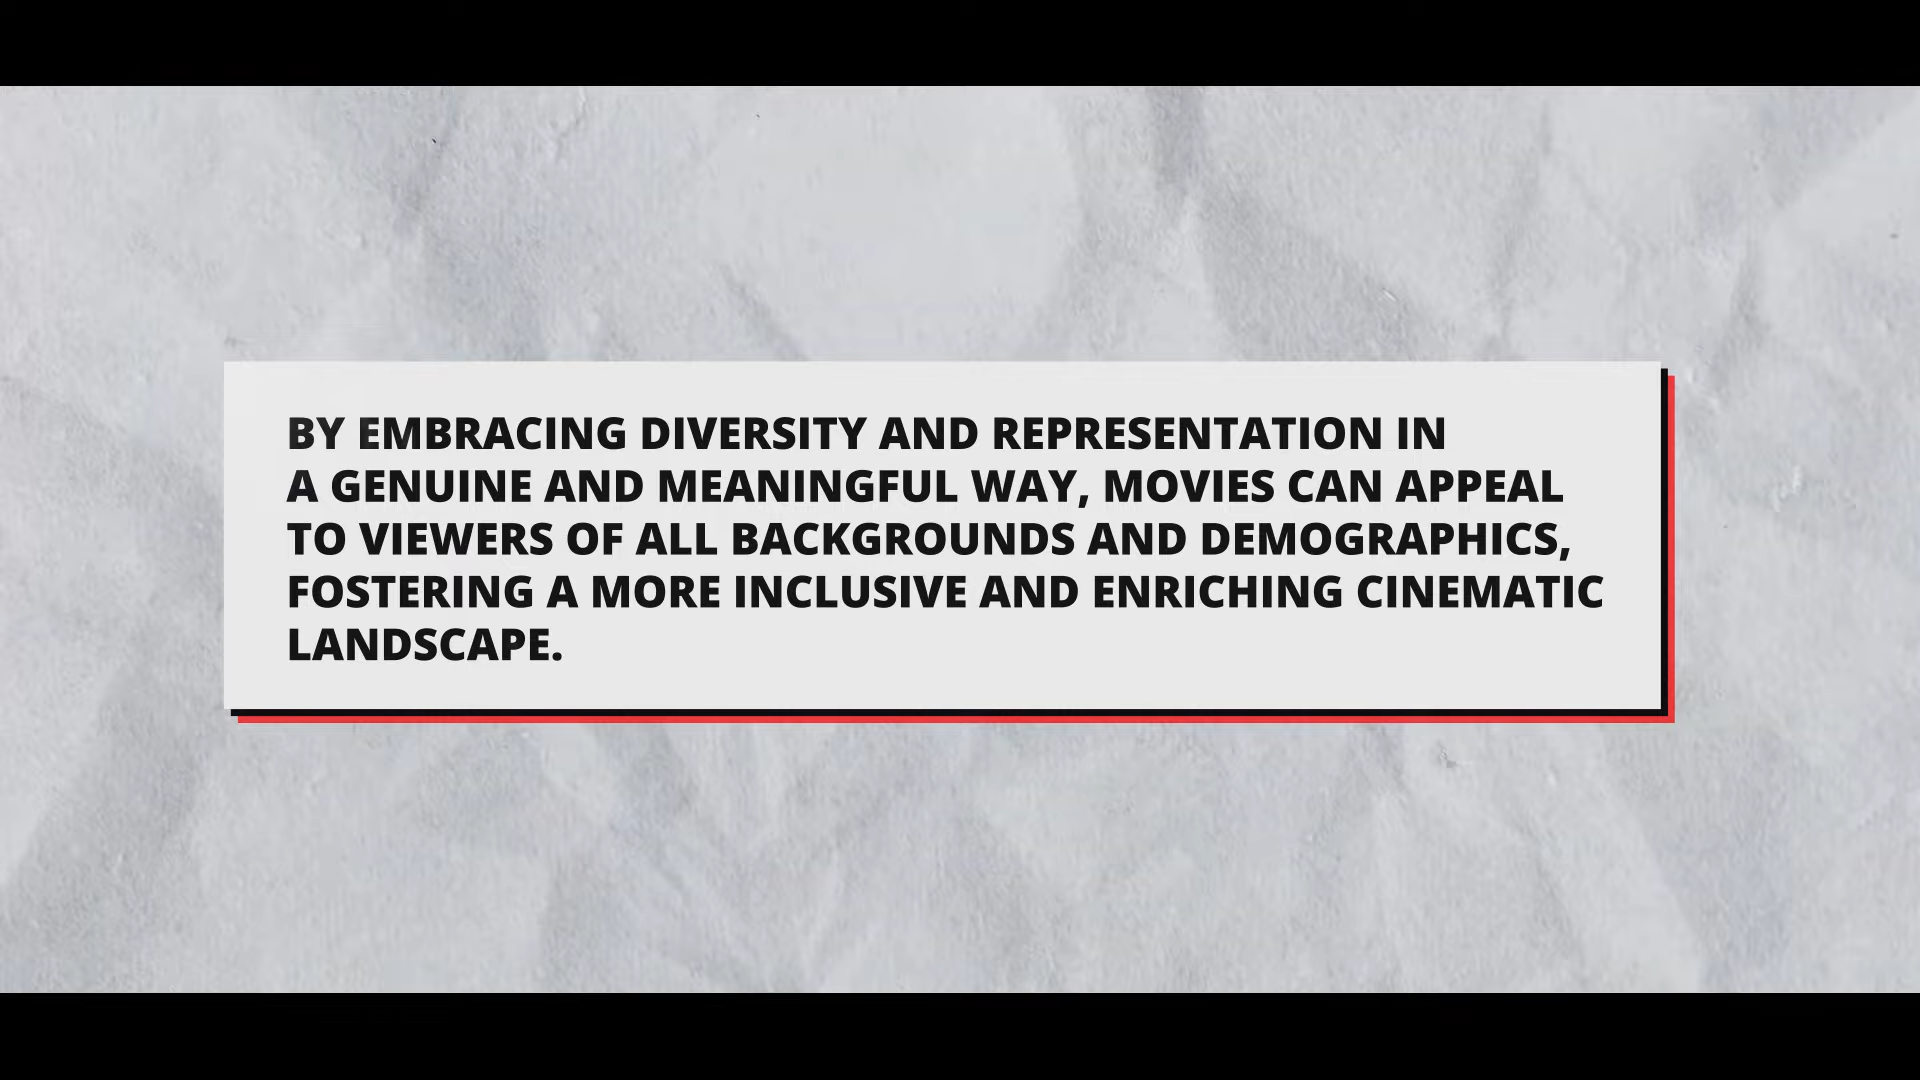 BY EMBRACING DIVERSITY AND REPRESENTATION IN
A GENUINE AND MEANINGFUL WAY, MOVIES CAN APPEAL
TO VIEWERS OF ALL BACKGROUNDS AND DEMOGRAPHICS,
FOSTERING A MORE INCLUSIVE AND ENRICHING CINEMATIC
LANDSCAPE.